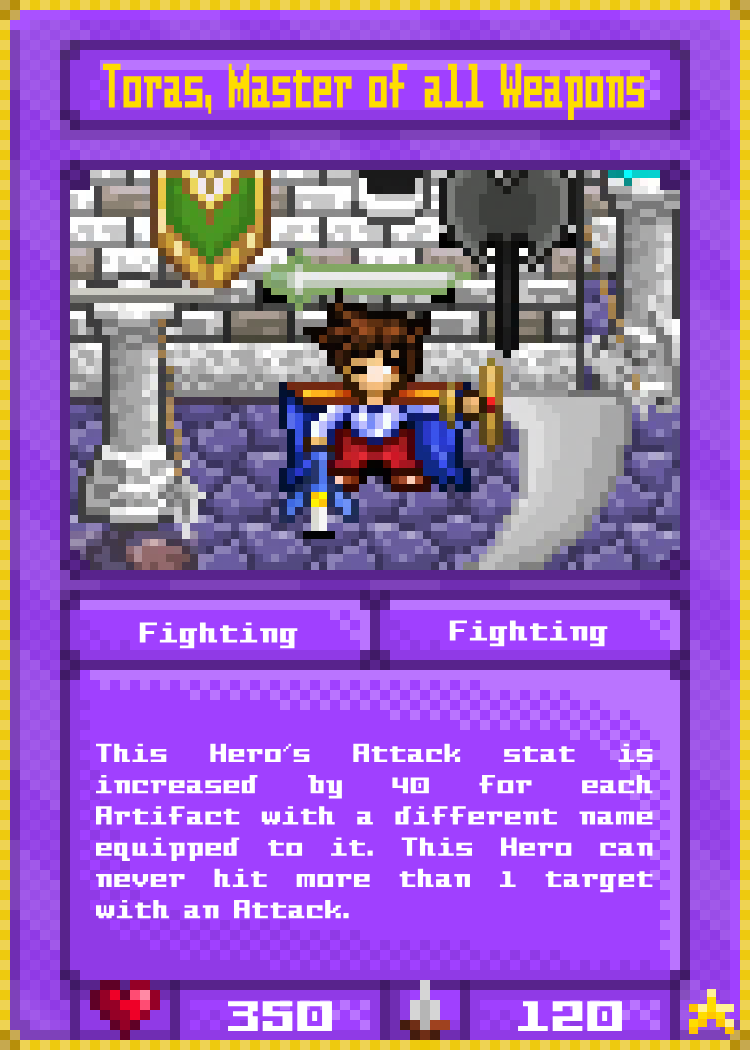 Toras, Master of all Weapons
Fighting Fighting
This Hero's Attack stat is
increased by 40 for each
Artifact with a different name
equipped to it. This Hero can
never hit more than 1 target
with an Attack.
350 120